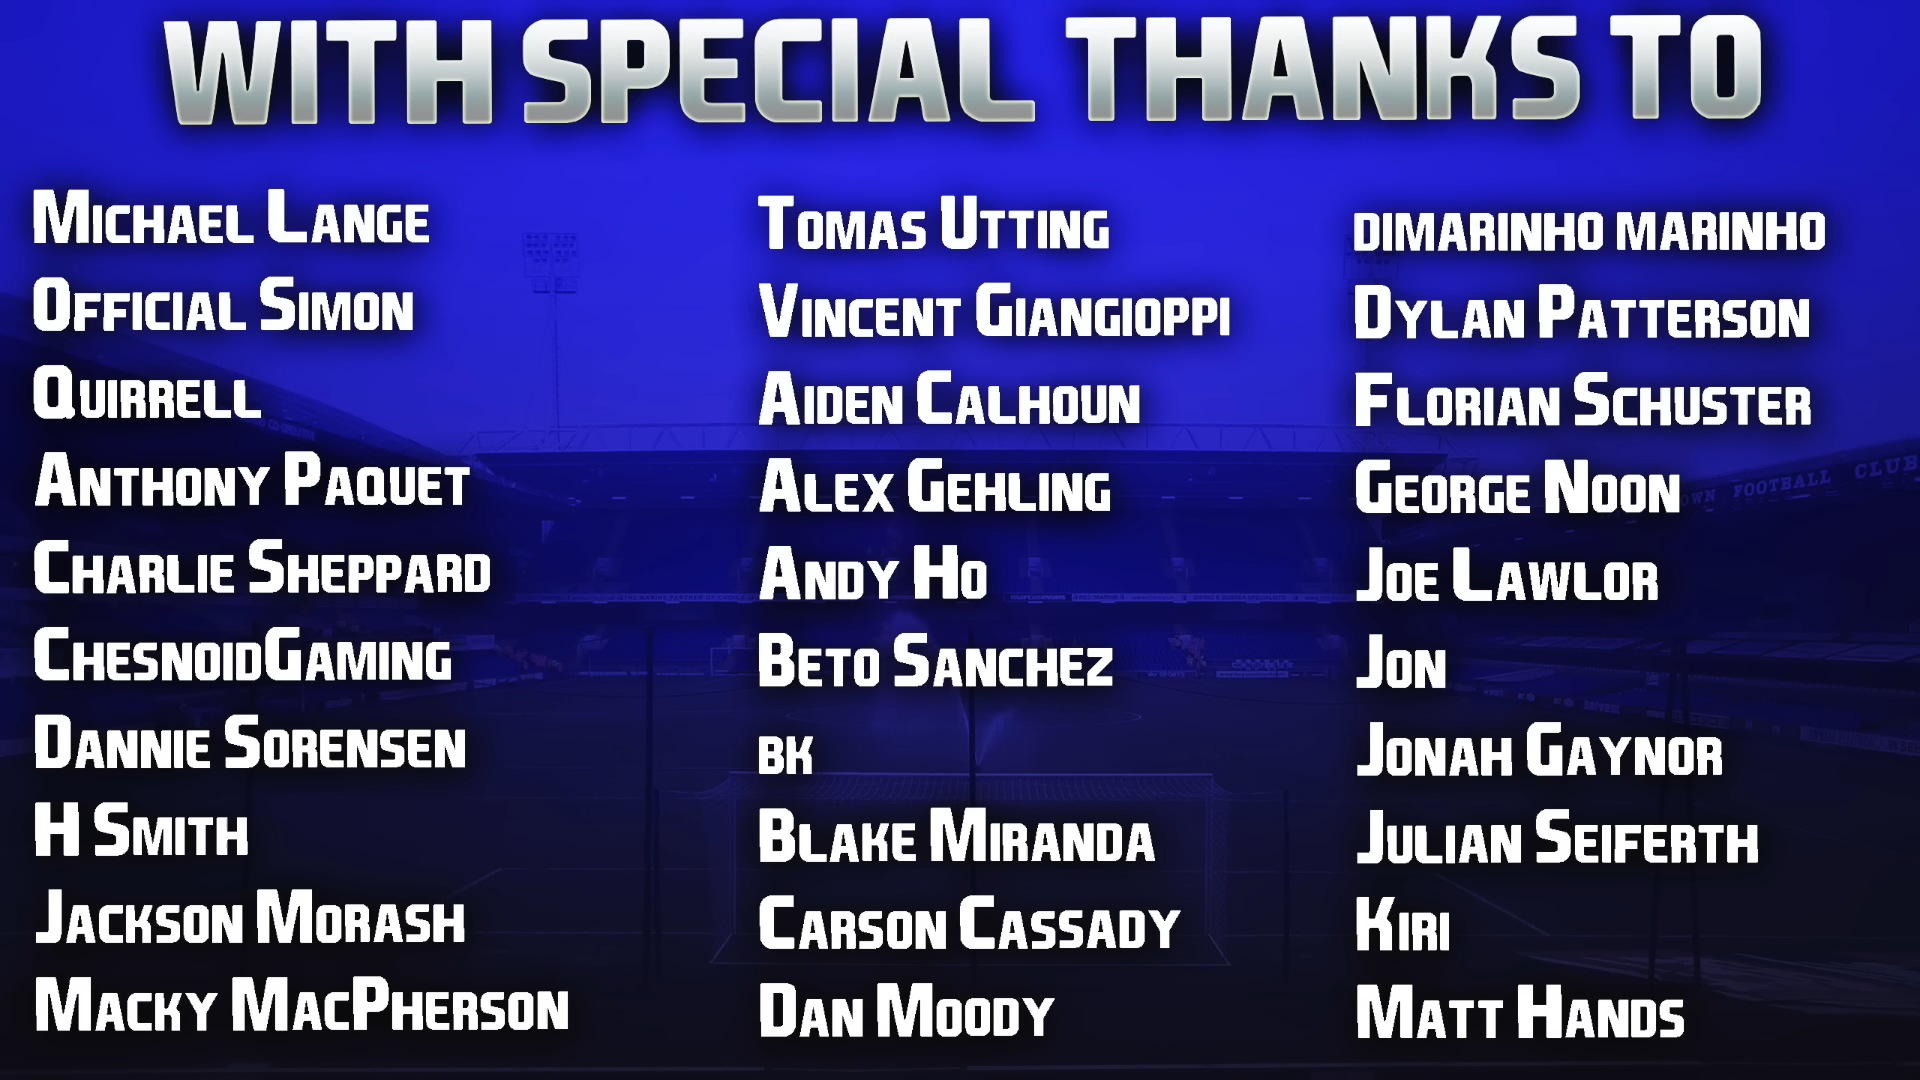 WITH SPECIAL THANKS TO
Michael Lange
Official Simon
Quirrell
Anthony Paquet
Charlie Sheppard
ChesnoidGaming
Dannie Sorensen
H Smith
Jackson Morash
Macky MacPherson
Tomas Utting
Vincent Giangioppi
Aiden Calhoun
Alex Gehling
Andy Ho
Beto Sanchez
bk
Blake Miranda
Carson Cassady
Dan Moody
dimarinho marinho
Dylan Patterson
Florian Schuster
George Noon
Joe Lawlor
Jon
Jonah Gaynor
Julian Seiferth
Kiri
Matt Hands
FOOTBALL CLUB